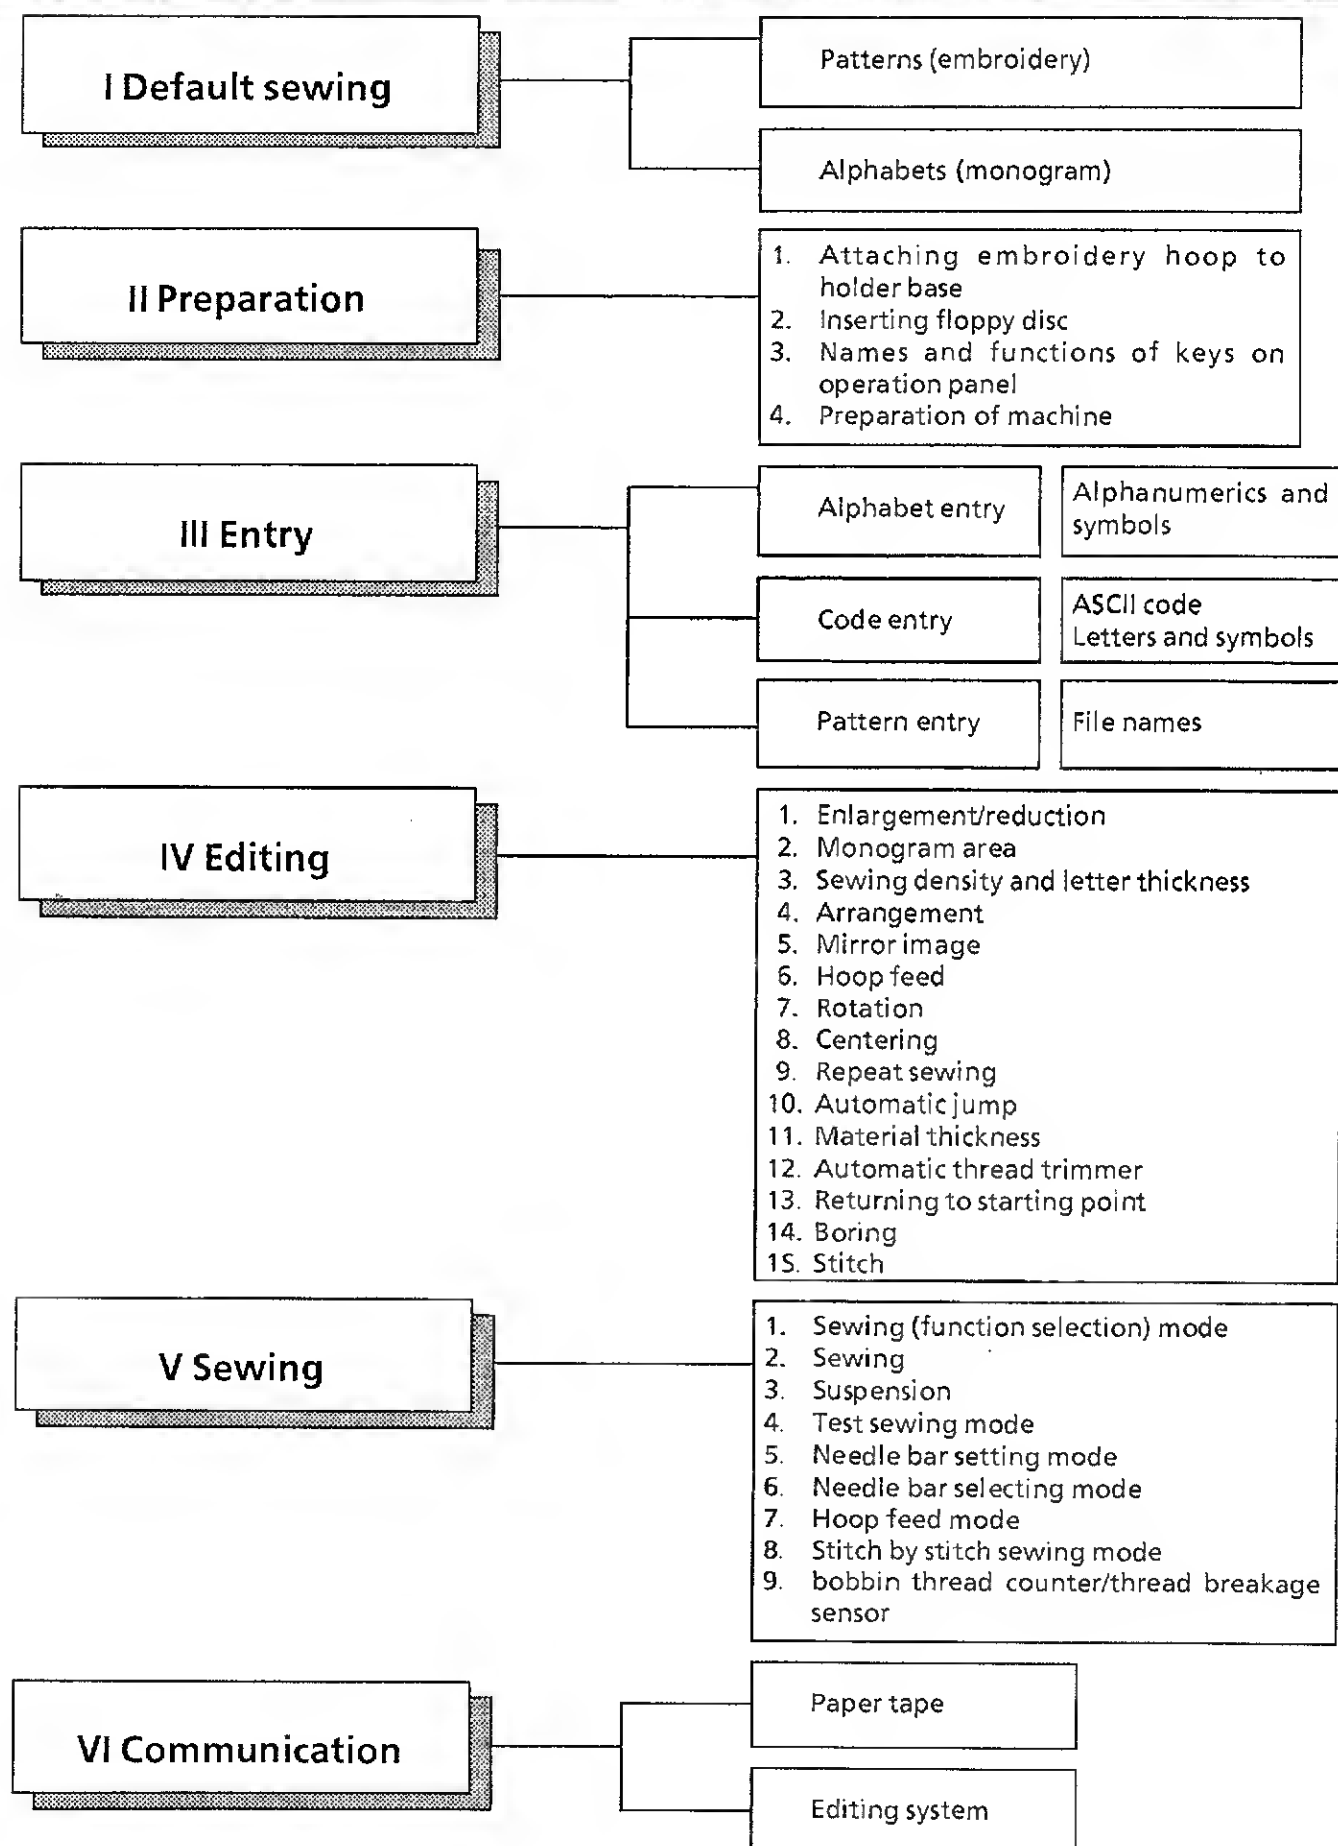 I Default sewing
Patterns (embroidery)
Alphabets (monogram)
II Preparation
1. Attaching embroidery hoop to
holder base
2. Inserting floppy disc
3. Names and functions of keys on
operation panel
4. Preparation of machine
III Entry
Alphabet entry
Alphanumerics and
symbols
Code entry
ASCII code
Letters and symbols
Pattern entry
File names
IV Editing
1. Enlargement/reduction
2. Monogram area
3. Sewing density and letter thickness
4. Arrangement
5. Mirror image
6. Hoop feed
7. Rotation
8. Centering
9. Repeat sewing
10. Automatic jump
11. Material thickness
12. Automatic thread trimmer
13. Returning to starting point
14. Boring
1S. Stitch
V Sewing
1. Sewing (function selection) mode
2. Sewing
3. Suspension
4. Test sewing mode
5. Needle bar setting mode
6. Needle bar selecting mode
7. Hoop feed mode
8. Stitch by stitch sewing mode
9. bobbin thread counter/thread breakage
sensor
VI Communication
Paper tape
Editing system